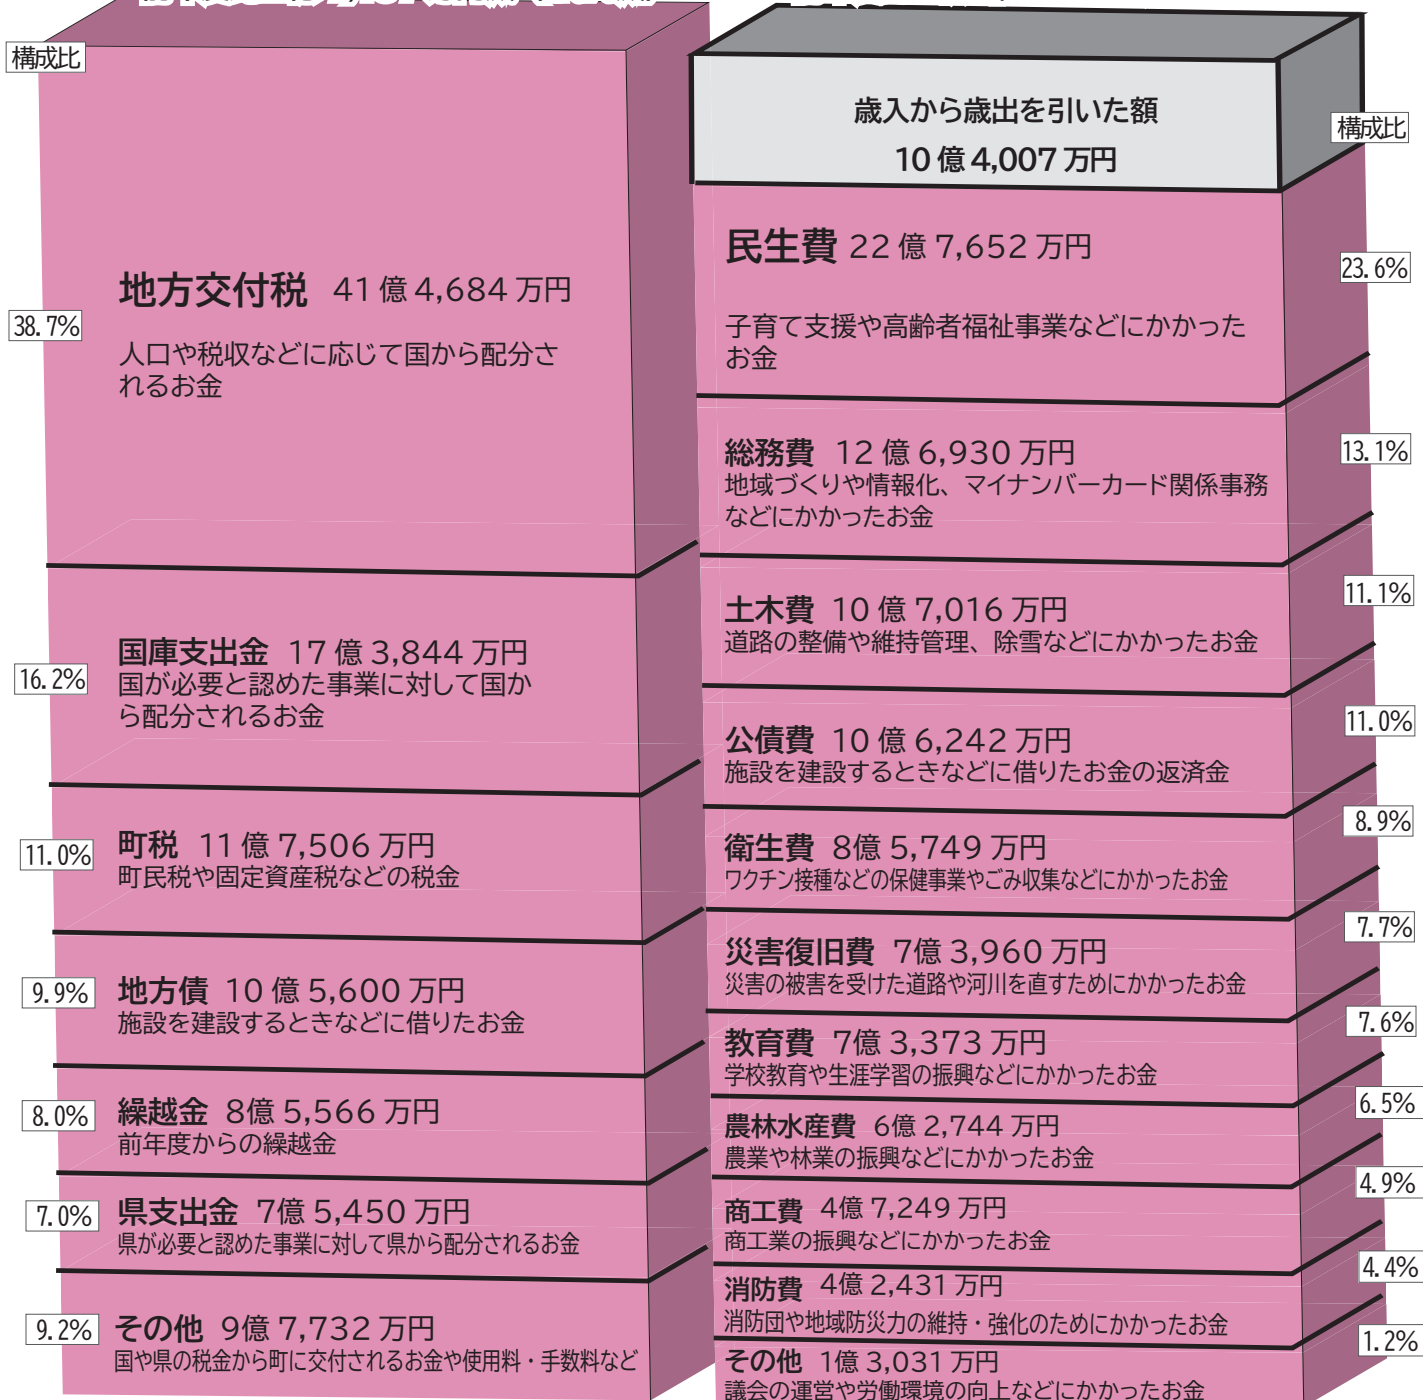 構成比
38.7%
地方交付税 41億4,684万円
人口や税収などに応じて国から配分さ
れるお金
16.2%
国庫支出金 17億3,844万円
国が必要と認めた事業に対して国か
ら配分されるお金
11.0%
町税 11億7,506万円
町民税や固定資産税などの税金
9.9%
地方債 10億5,600万円
施設を建設するときなどに借りたお金
8.0%
繰越金 8億5,566万円
前年度からの繰越金
7.0%
県支出金 7億5,450万円
県が必要と認めた事業に対して県から配分されるお金
9.2%
その他 9億7,732万円
国や県の税金から町に交付されるお金や使用料・手数料など
歳入から歳出を引いた額
10億4,007万円
構成比
民生費 22億7,652万円
23.6%
子育て支援や高齢者福祉事業などにかかった
お金
総務費 12億6,930万円
13.1%
地域づくりや情報化、マイナンバーカード関係事務
などにかかったお金
土木費 10億7,016万円
11.1%
道路の整備や維持管理、除雪などにかかったお金
公債費 10億6,242万円
11.0%
施設を建設するときなどに借りたお金の返済金
衛生費 8億5,749万円
8.9%
ワクチン接種などの保健事業やごみ収集などにかかったお金
災害復旧費 7億3,960万円
7.7%
災害の被害を受けた道路や河川を直すためにかかったお金
教育費 7億3,373万円
7.6%
学校教育や生涯学習の振興などにかかったお金
農林水産費 6億2,744万円
6.5%
農業や林業の振興などにかかったお金
商工費 4億7,249万円
4.9%
商工業の振興などにかかったお金
消防費 4億2,431万円
4.4%
消防団や地域防災力の維持・強化のためにかかったお金
その他 1億3,031万円
1.2%
議会の運営や労働環境の向上などにかかったお金